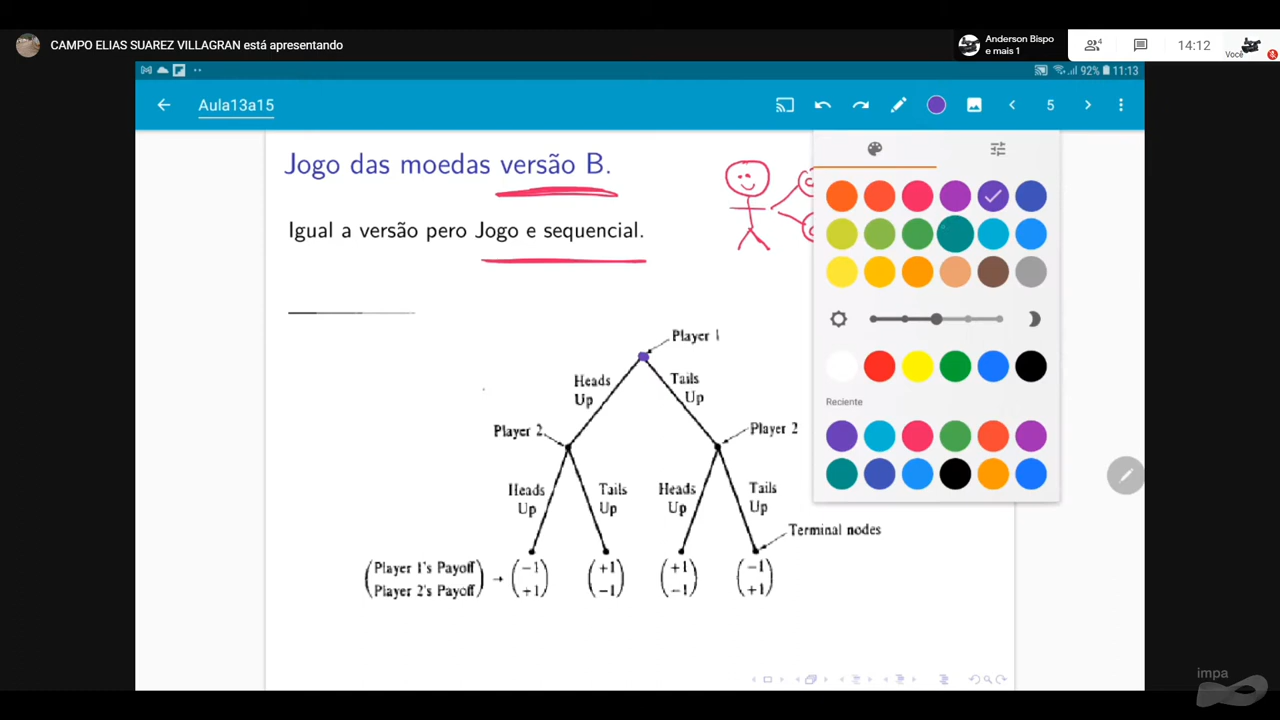 CAMPO ELIAS SUAREZ VILLAGRAN está apresentando
Anderson Bispo
e mais 1
4
14:12
Você
92% 11:13
Aula13a15
5
Jogo das moedas versão B.
Igual a versão pero Jogo e sequencial.
Reciente
Player 1
Heads
Up
Tails
Up
Player 2
Player 2
Heads
Up
Tails
Up
Heads
Up
Tails
Up
Terminal nodes
(Player 1's Payoff
Player 2's Payoff) → (−1 +1) (+1 −1) (+1 −1) (−1 +1)
impa